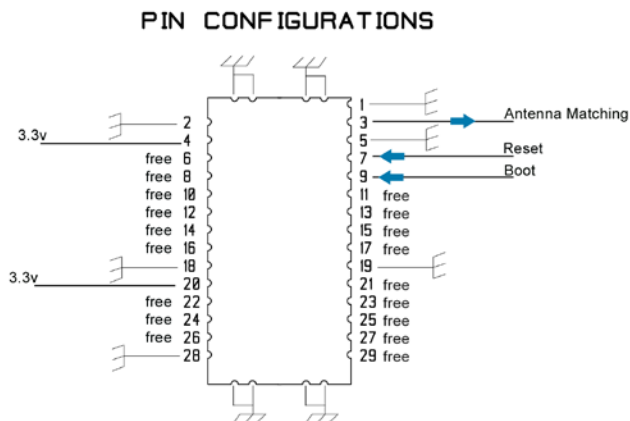 PIN CONFIGURATIONS
1
2
3 Antenna Matching
3.3v 4
5
free 6
7 Reset
free 8
9 Boot
free 10
11 free
free 12
13 free
free 14
15 free
free 16
17 free
18
19
3.3v 20
21 free
free 22
23 free
free 24
25 free
free 26
27 free
28
29 free